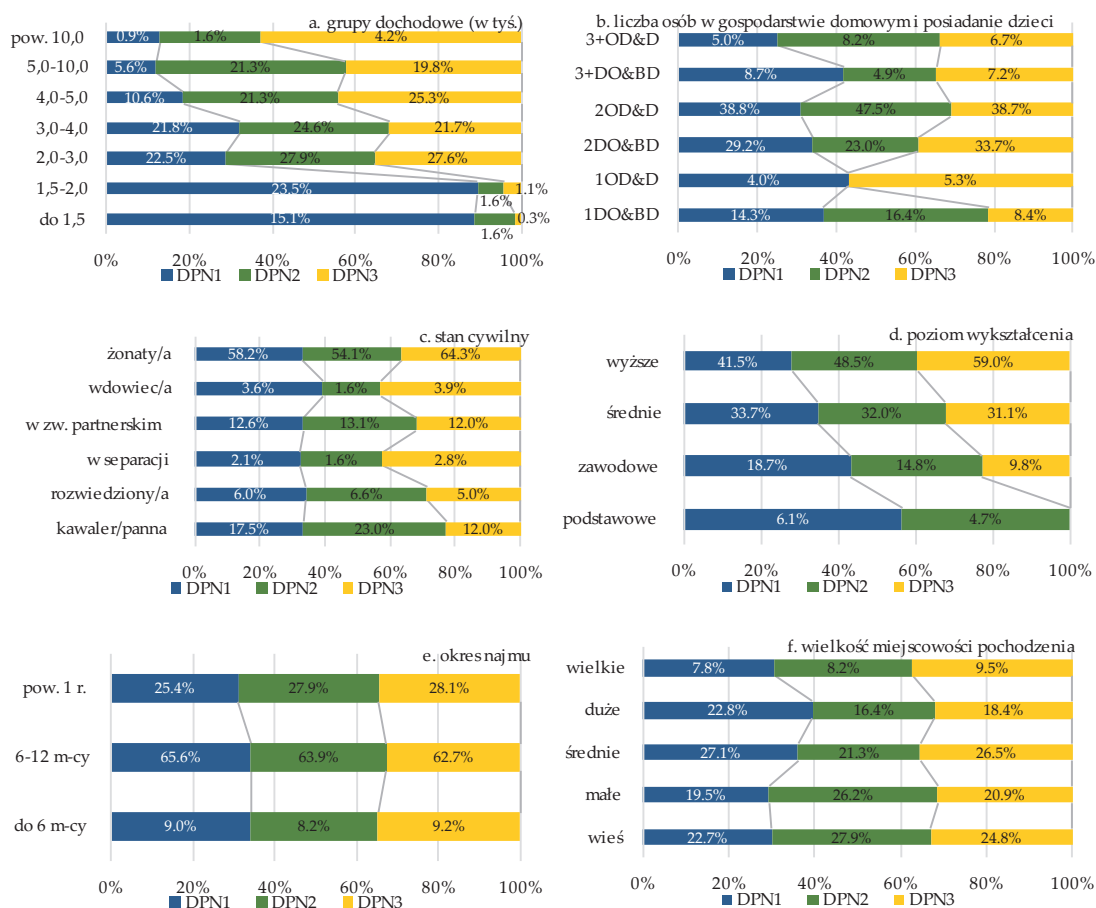 a. grupy dochodowe (w tyś.)
pow. 10,0 0.9% 1.6% 4.2%
5,0-10,0 5.6% 21.3% 19.8%
4,0-5,0 10.6% 21.3% 25.3%
3,0-4,0 21.8% 24.6% 21.7%
2,0-3,0 22.5% 27.9% 27.6%
1,5-2,0 23.5% 1.6% 1.1%
do 1,5 15.1% 1.6% 0.3%
0% 20% 40% 60% 80% 100%
DPN1 DPN2 DPN3
b. liczba osób w gospodarstwie domowym i posiadanie dzieci
3+OD&D 5.0% 8.2% 6.7%
3+DO&BD 8.7% 4.9% 7.2%
2OD&D 38.8% 47.5% 38.7%
2DO&BD 29.2% 23.0% 33.7%
1OD&D 4.0% 5.3%
1DO&BD 14.3% 16.4% 8.4%
0% 20% 40% 60% 80% 100%
DPN1 DPN2 DPN3
c. stan cywilny
żonaty/a 58.2% 54.1% 64.3%
wdowiec/a 3.6% 1.6% 3.9%
w zw. partnerskim 12.6% 13.1% 12.0%
w separacji 2.1% 1.6% 2.8%
rozwiedziony/a 6.0% 6.6% 5.0%
kawaler/panna 17.5% 23.0% 12.0%
0% 20% 40% 60% 80% 100%
DPN1 DPN2 DPN3
d. poziom wykształcenia
wyższe 41.5% 48.5% 59.0%
średnie 33.7% 32.0% 31.1%
zawodowe 18.7% 14.8% 9.8%
podstawowe 6.1% 4.7%
0% 20% 40% 60% 80% 100%
DPN1 DPN2 DPN3
e. okres najmu
pow. 1 r. 25.4% 27.9% 28.1%
6-12 m-cy 65.6% 63.9% 62.7%
do 6 m-cy 9.0% 8.2% 9.2%
0% 20% 40% 60% 80% 100%
DPN1 DPN2 DPN3
f. wielkość miejscowości pochodzenia
wielkie 7.8% 8.2% 9.5%
duże 22.8% 16.4% 18.4%
średnie 27.1% 21.3% 26.5%
małe 19.5% 26.2% 20.9%
wieś 22.7% 27.9% 24.8%
0% 20% 40% 60% 80% 100%
DPN1 DPN2 DPN3